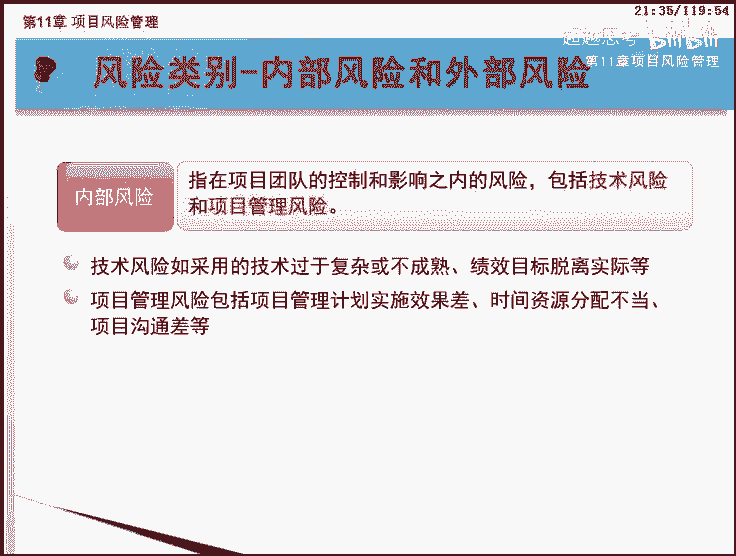 第11章 项目风险管理
21:35/119:54
bilibili
第11章项目风险管理
风险类别-内部风险和外部风险
内部风险
指在项目团队的控制和影响之内的风险，包括技术风险
和项目管理风险。
技术风险如采用的技术过于复杂或不成熟、绩效目标脱离实际等
项目管理风险包括项目管理计划实施效果差、时间资源分配不当、
项目沟通差等